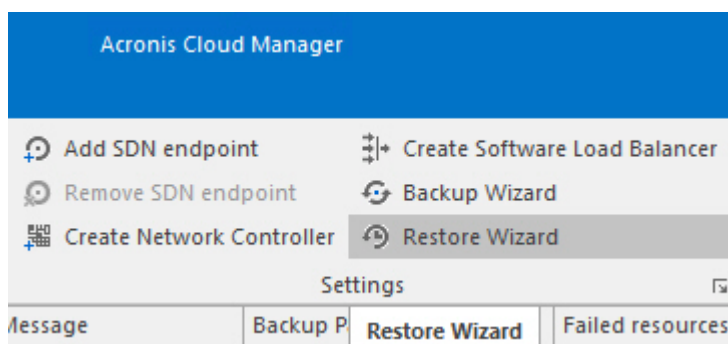 Acronis Cloud Manager
Add SDN endpoint
Create Software Load Balancer
Remove SDN endpoint
Backup Wizard
Create Network Controller
Restore Wizard
Settings
Message
Backup P
Restore Wizard
Failed resources